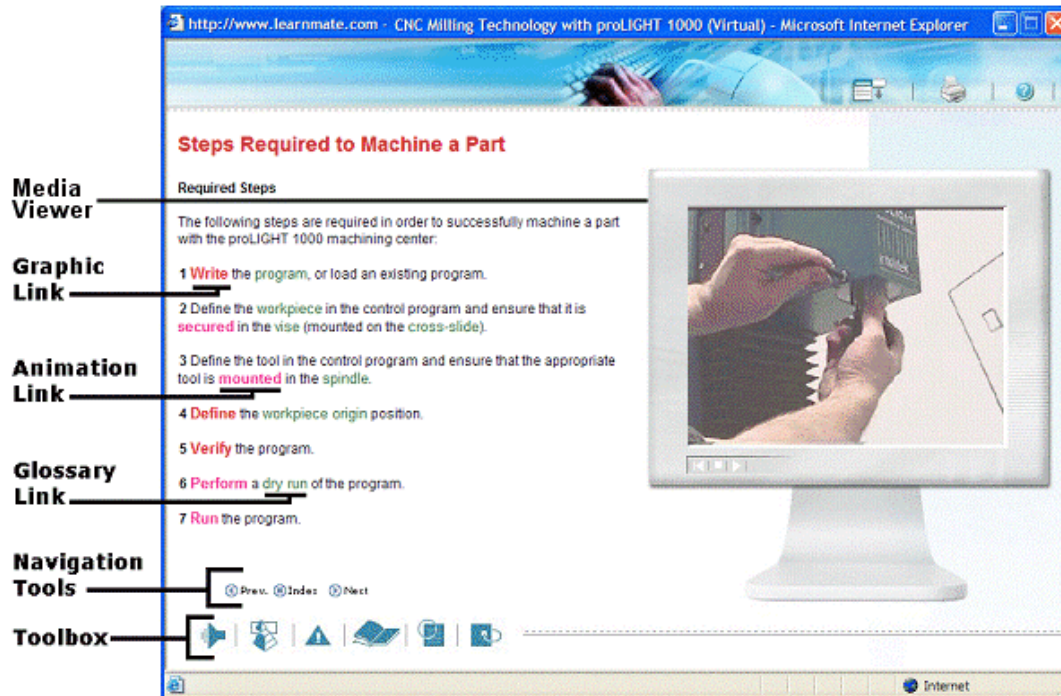 http://www.learnmate.com - CNC Milling Technology with proLIGHT 1000 (Virtual) - Microsoft Internet Explorer
Steps Required to Machine a Part
Media
Viewer
Required Steps
The following steps are required in order to successfully machine a part
with the proLIGHT 1000 machining center:
Graphic
Link
1 Write the program, or load an existing program.
2 Define the workpiece in the control program and ensure that it is
secured in the vise (mounted on the cross-slide).
Animation
Link
3 Define the tool in the control program and ensure that the appropriate
tool is mounted in the spindle.
4 Define the workpiece origin position.
5 Verify the program.
Glossary
Link
6 Perform a dry run of the program.
7 Run the program.
Navigation
Tools
Prev. Index Next
Toolbox
Internet